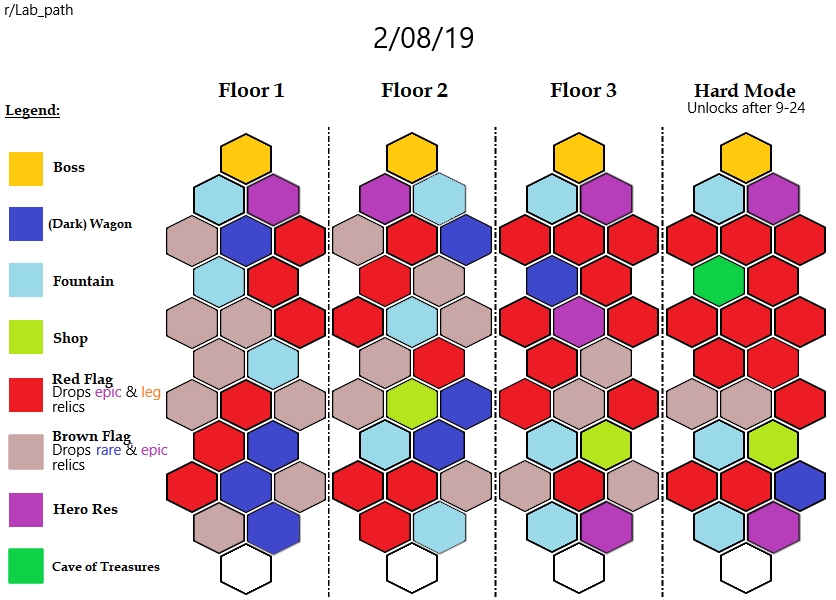 r/Lab_path
2/08/19
Floor 1
Floor 2
Floor 3
Hard Mode
Unlocks after 9-24
Legend:
Boss
(Dark) Wagon
Fountain
Shop
Red Flag
Drops epic & leg
relics
Brown Flag
Drops rare & epic
relics
Hero Res
Cave of Treasures